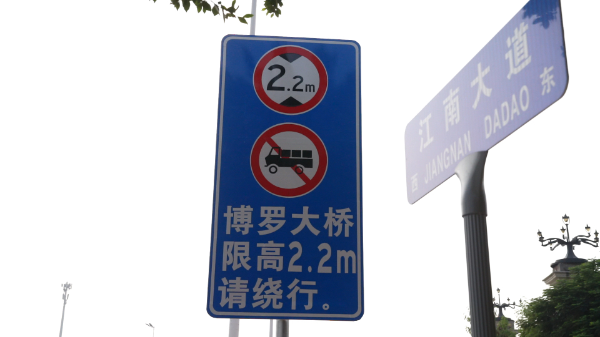 2.2m
博罗大桥
限高2.2m
请绕行。
江南大道
西 JIANGNAN DADAO 东